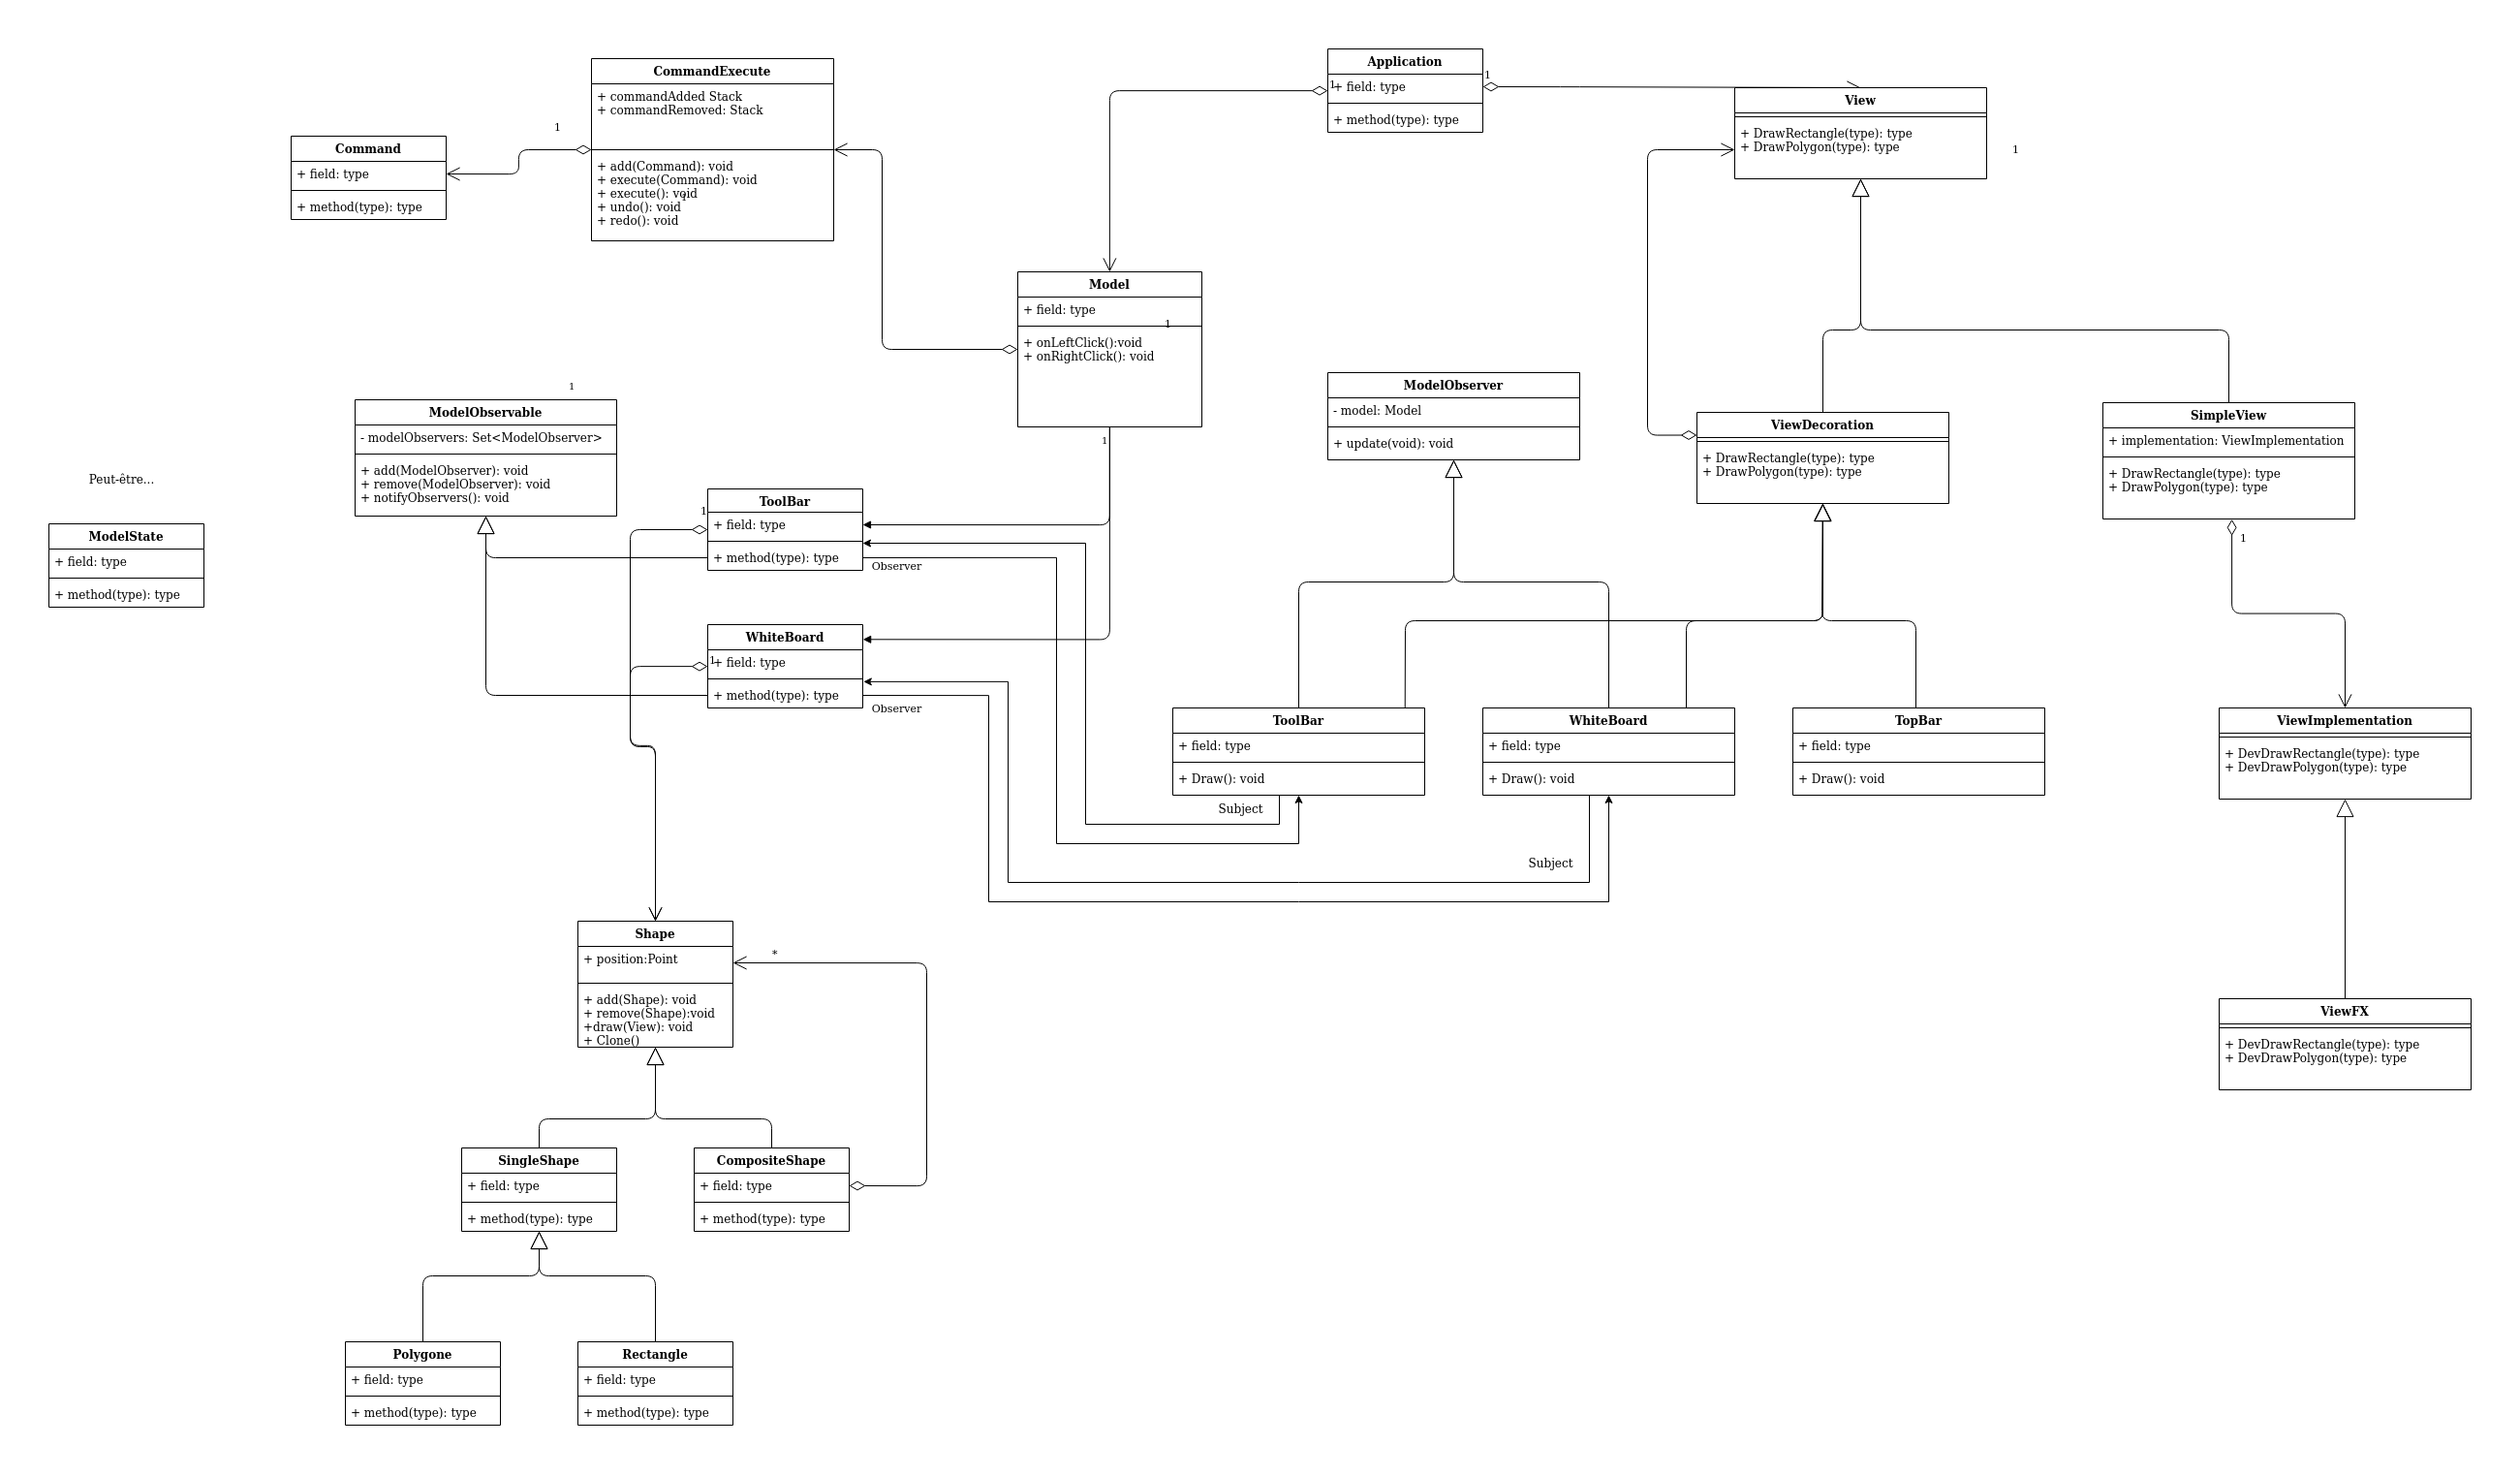 Application
1
1+ field: type
+ method(type): type
CommandExecute
+ commandAdded Stack
+ commandRemoved: Stack
+ add(Command): void
+ execute(Command): void
+ execute(): void
1
+ undo(): void
+ redo(): void
1
Command
+ field: type
+ method(type): type
View
+ DrawRectangle(type): type
+ DrawPolygon(type): type
1
Model
+ field: type
1
+ onLeftClick():void
+ onRightClick(): void
1
1
ModelObservable
- modelObservers: Set<ModelObserver>
+ add(ModelObserver): void
+ remove(ModelObserver): void
+ notifyObservers(): void
ModelObserver
- model: Model
+ update(void): void
ViewDecoration
+ DrawRectangle(type): type
+ DrawPolygon(type): type
SimpleView
+ implementation: ViewImplementation
+ DrawRectangle(type): type
+ DrawPolygon(type): type
1
Peut-être...
ModelState
+ field: type
+ method(type): type
1
ToolBar
+ field: type
+ method(type): type
Observer
WhiteBoard
1+ field: type
+ method(type): type
Observer
ToolBar
+ field: type
+ Draw(): void
Subject
WhiteBoard
+ field: type
+ Draw(): void
Subject
TopBar
+ field: type
+ Draw(): void
ViewImplementation
+ DevDrawRectangle(type): type
+ DevDrawPolygon(type): type
Shape
+ position:Point
*
+ add(Shape): void
+ remove(Shape):void
+draw(View): void
+ Clone()
ViewFX
+ DevDrawRectangle(type): type
+ DevDrawPolygon(type): type
SingleShape
+ field: type
+ method(type): type
CompositeShape
+ field: type
+ method(type): type
Polygone
+ field: type
+ method(type): type
Rectangle
+ field: type
+ method(type): type